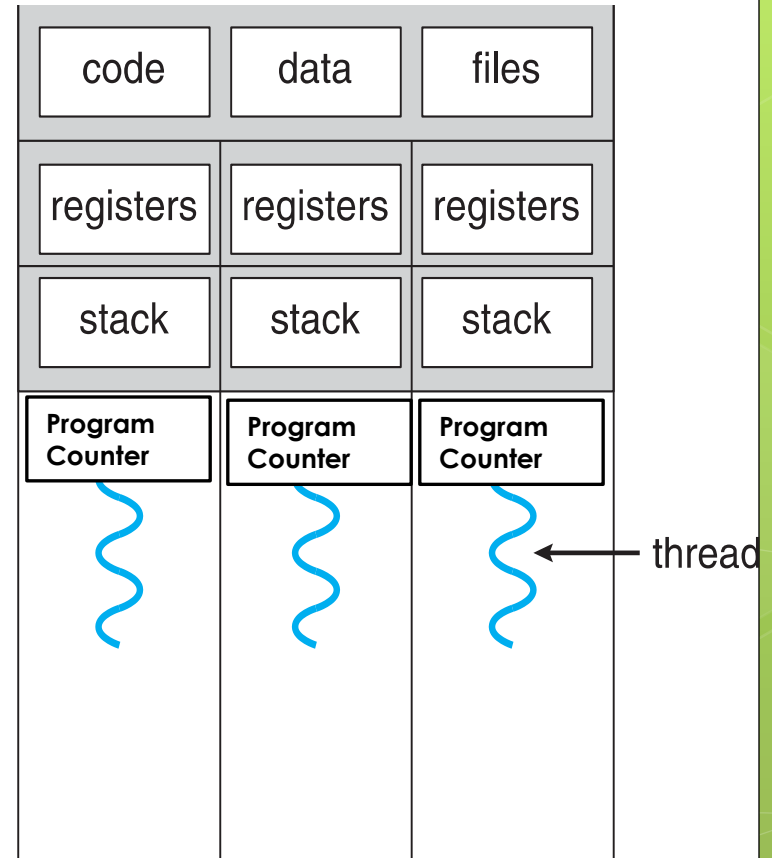 code data files
registers registers registers
stack stack stack
Program Counter
Program Counter
Program Counter
thread